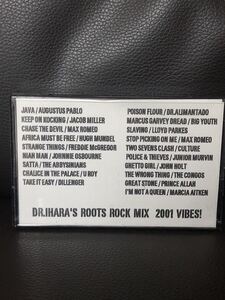 JAVA / AUGUSTUS PABLO
KEEP ON KOCKING / JACOB MILLER
CHASE THE DEVIL / MAX ROMEO
AFRICA MUST BE FREE / HUGH MUNDEL
STRANGE THINGS / FREDDIE McGREGOR
NIAN MAN / JOHNNIE OSBOURNE
SATTA / THE ABYSSINIANS
CHALICE IN THE PALACE / U ROY
TAKE IT EASY / DILLENGER
POISON FLOUR / DR.ALIMANTADO
MARCUS GARVEY DREAD / BIG YOUTH
SLAVING / LLOYD PARKES
STOP PICKING ON ME / MAX ROMEO
TWO SEVENS CLASH / CULTURE
POLICE & THIEVES / JUNIOR MURVIN
GHETTO GIRL / JOHN HOLT
THE WRONG THING / THE CONGOS
GREAT STONE / PRINCE ALLAH
I'M NOT A QUEEN / MARCIA AITKEN
DR.IHARA'S ROOTS ROCK MIX 2001 VIBES!